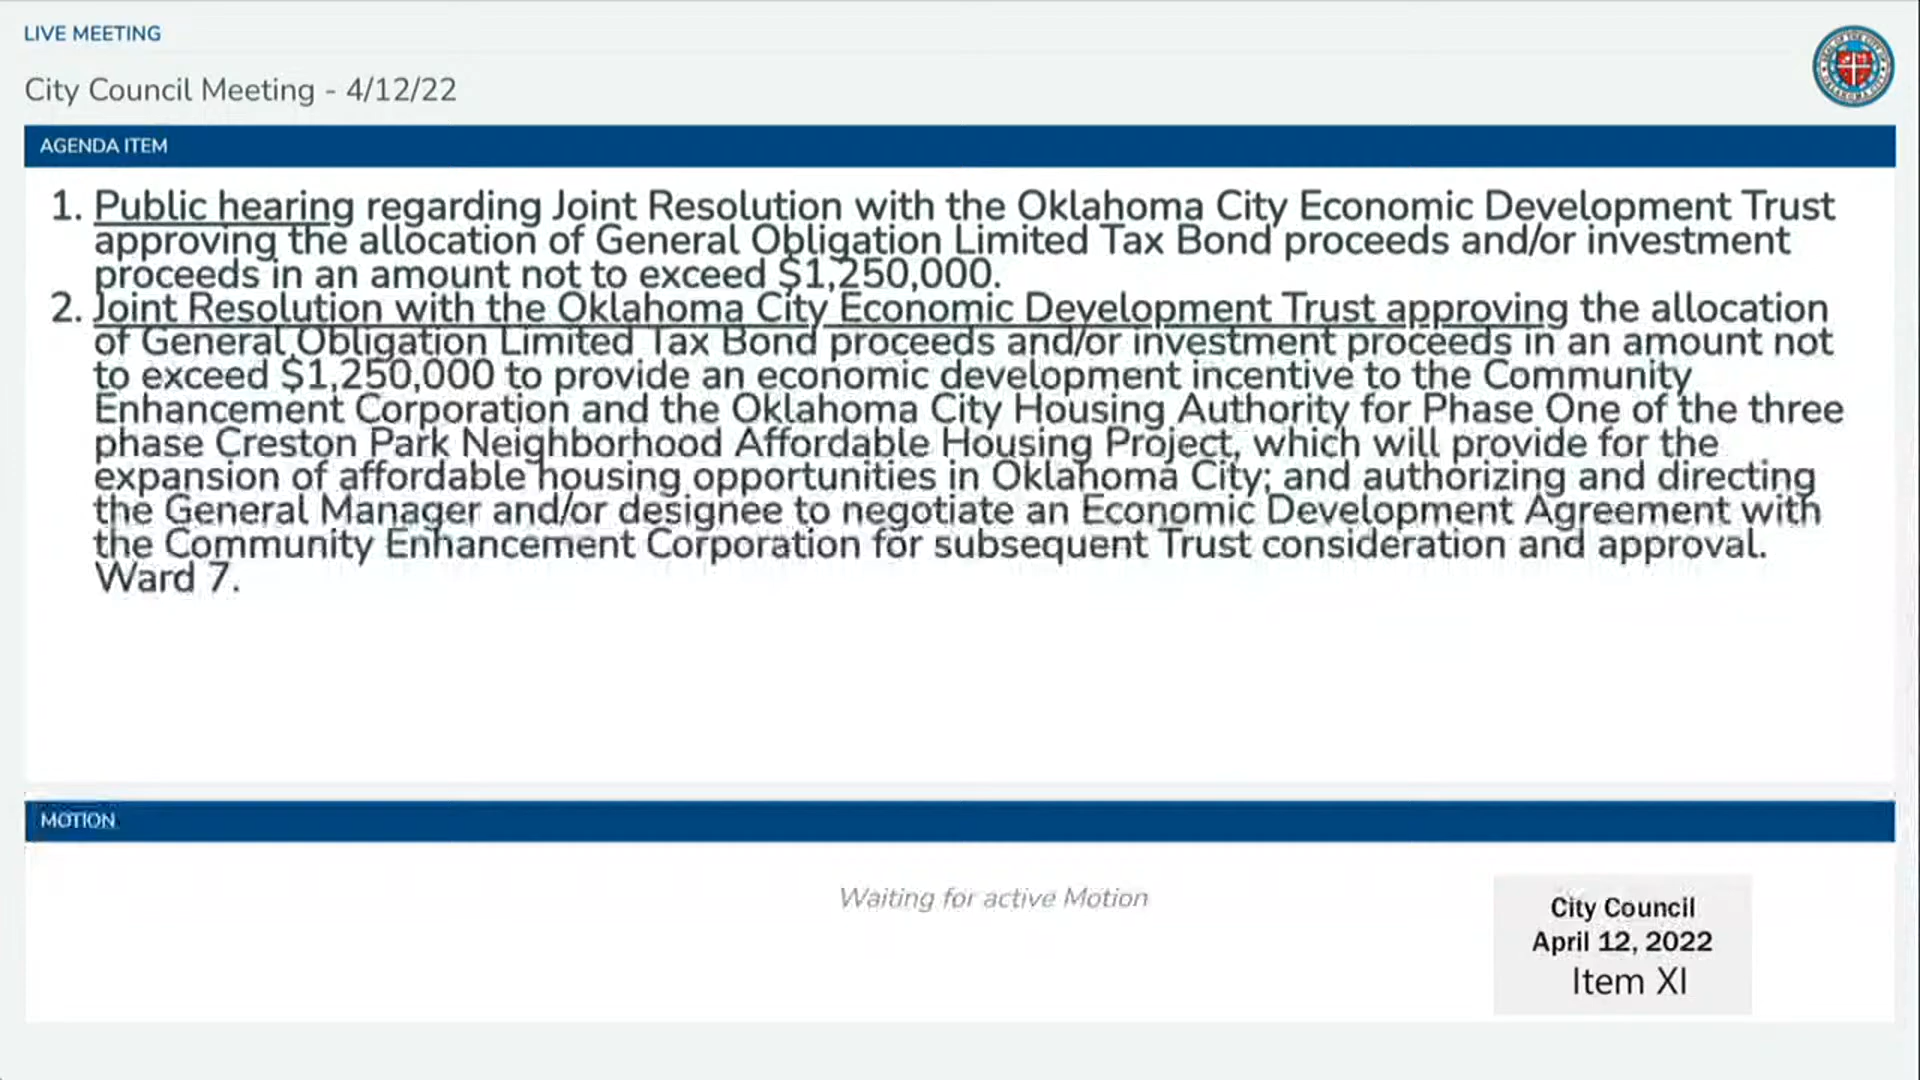 LIVE MEETING
City Council Meeting - 4/12/22
AGENDA ITEM
1. Public hearing regarding Joint Resolution with the Oklahoma City Economic Development Trust
approving the allocation of General Obligation Limited Tax Bond proceeds and/or investment
proceeds in an amount not to exceed $1,250,000.
2. Joint Resolution with the Oklahoma City Economic Development Trust approving the allocation
of General Obligation Limited Tax Bond proceeds and/or investment proceeds in an amount not
to exceed $1,250,000 to provide an economic development incentive to the Community
Enhancement Corporation and the Oklahoma City Housing Authority for Phase One of the three
phase Creston Park Neighborhood Affordable Housing Project, which will provide for the
expansion of affordable housing opportunities in Oklahoma City; and authorizing and directing
the General Manager and/or designee to negotiate an Economic Development Agreement with
the Community Enhancement Corporation for subsequent Trust consideration and approval.
Ward 7.
MOTION
Waiting for active Motion
City Council
April 12, 2022
Item XI